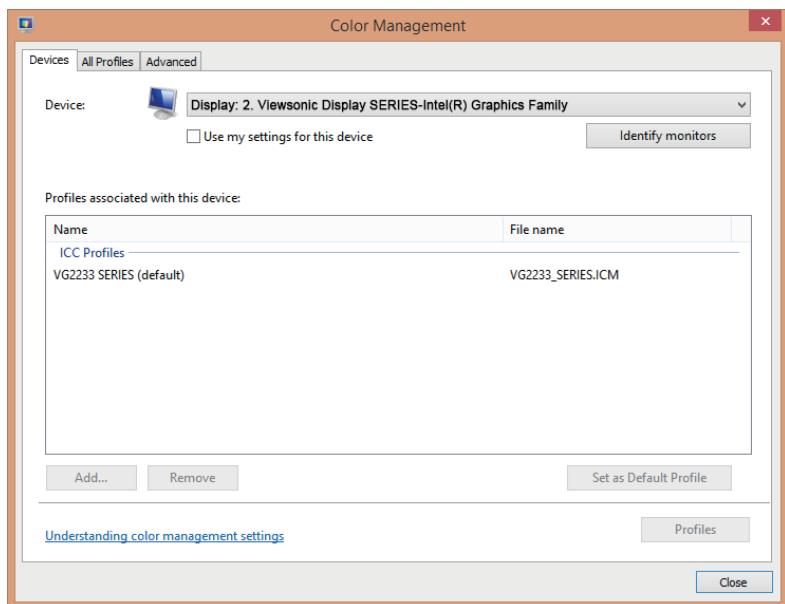 Color Management
Devices All Profiles Advanced
Device: Display: 2. Viewsonic Display SERIES-Intel(R) Graphics Family
Use my settings for this device Identify monitors
Profiles associated with this device:
Name File name
ICC Profiles
VG2233 SERIES (default) VG2233_SERIES.ICM
Add... Remove Set as Default Profile
Understanding color management settings Profiles
Close